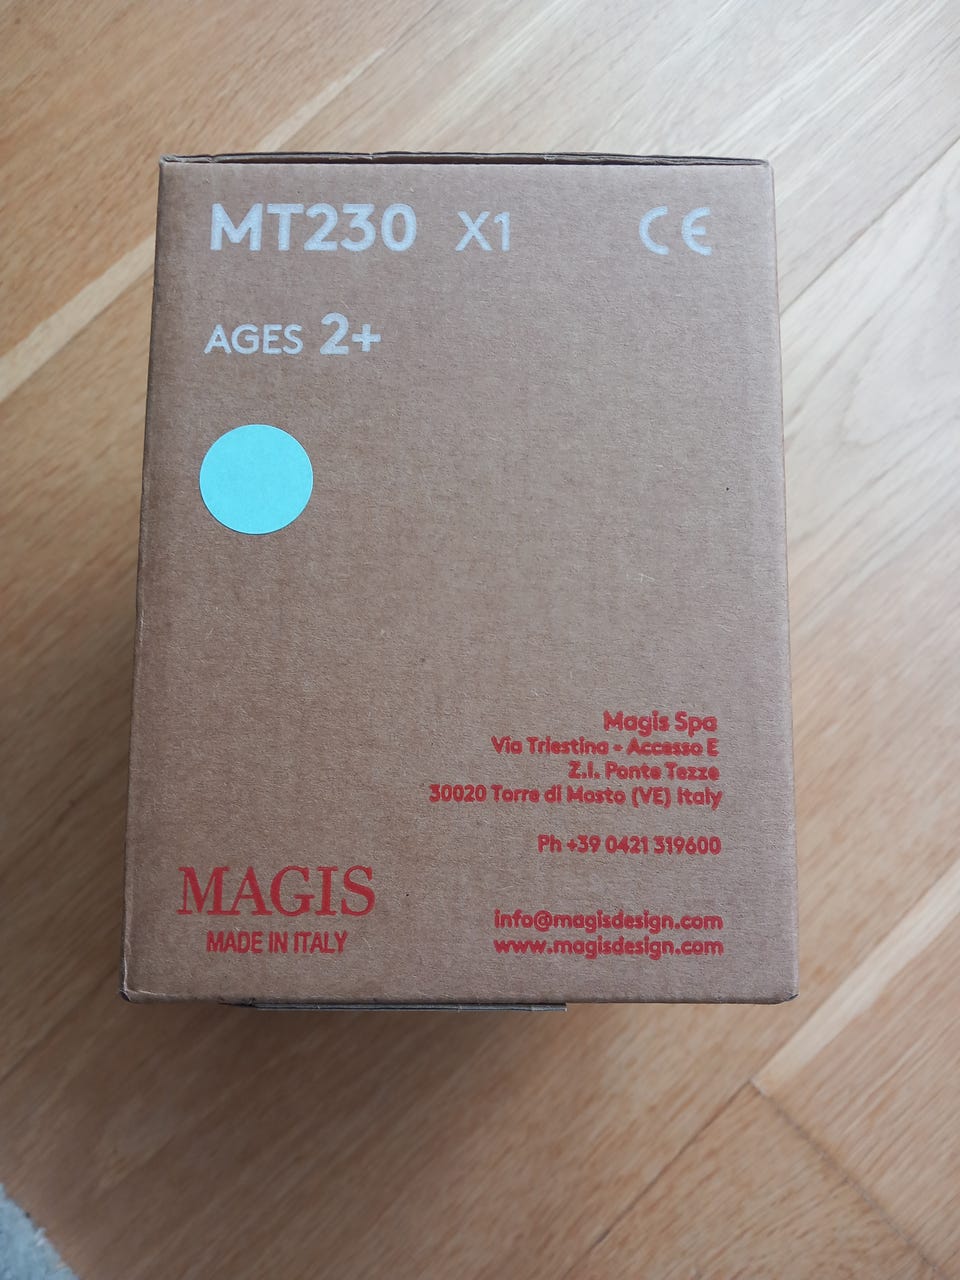 MT230 X1 CE
AGES 2+
Magis Spa
Via Triestina - Accesso E
Z.I. Ponte Tezze
30020 Torre di Mosto (VE) Italy
Ph +39 0421 319600
MAGIS
MADE IN ITALY
info@magisdesign.com
www.magisdesign.com